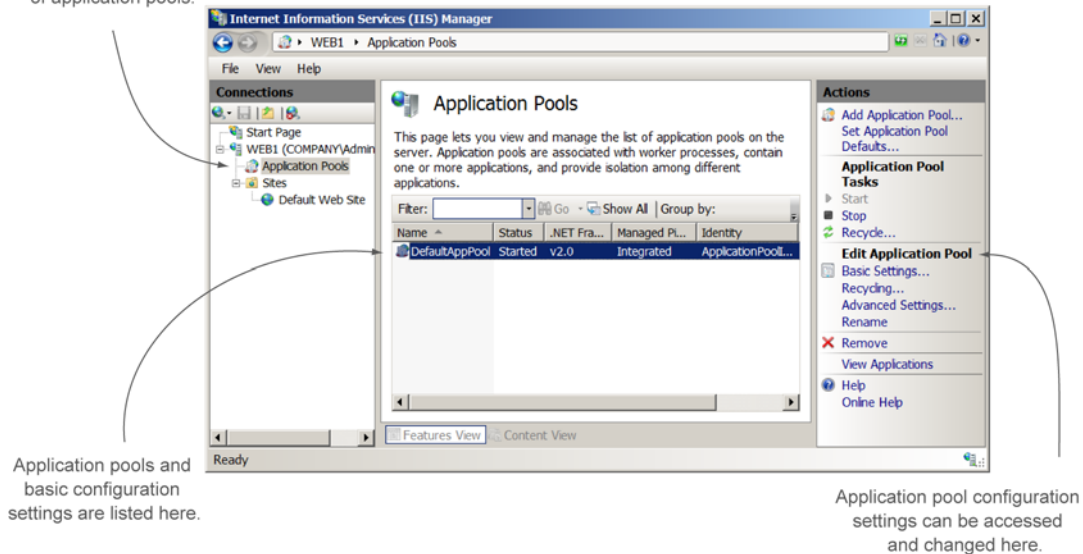 of application pools.
Internet Information Services (IIS) Manager
WEB1 Application Pools
File View Help
Connections
Start Page
WEB1 (COMPANY\Admin
Application Pools
Sites
Default Web Site
Application Pools
This page lets you view and manage the list of application pools on the
server. Application pools are associated with worker processes, contain
one or more applications, and provide isolation among different
applications.
Filter: Go Show All Group by:
Name Status .NET Fra... Managed Pi... Identity
DefaultAppPool Started v2.0 Integrated ApplicationPoolI...
Features View Content View
Actions
Add Application Pool...
Set Application Pool
Defaults...
Application Pool
Tasks
Start
Stop
Recycle...
Edit Application Pool
Basic Settings...
Recycling...
Advanced Settings...
Rename
Remove
View Applications
Help
Online Help
Ready
Application pools and
basic configuration
settings are listed here.
Application pool configuration
settings can be accessed
and changed here.